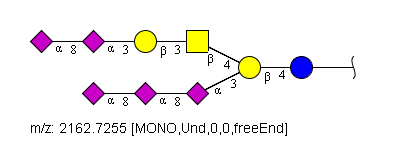 α 8 α 3 β 3
β 4
α 8 α 8 α 3 β 4
m/z: 2162.7255 [MONO,Und,0,0,freeEnd]